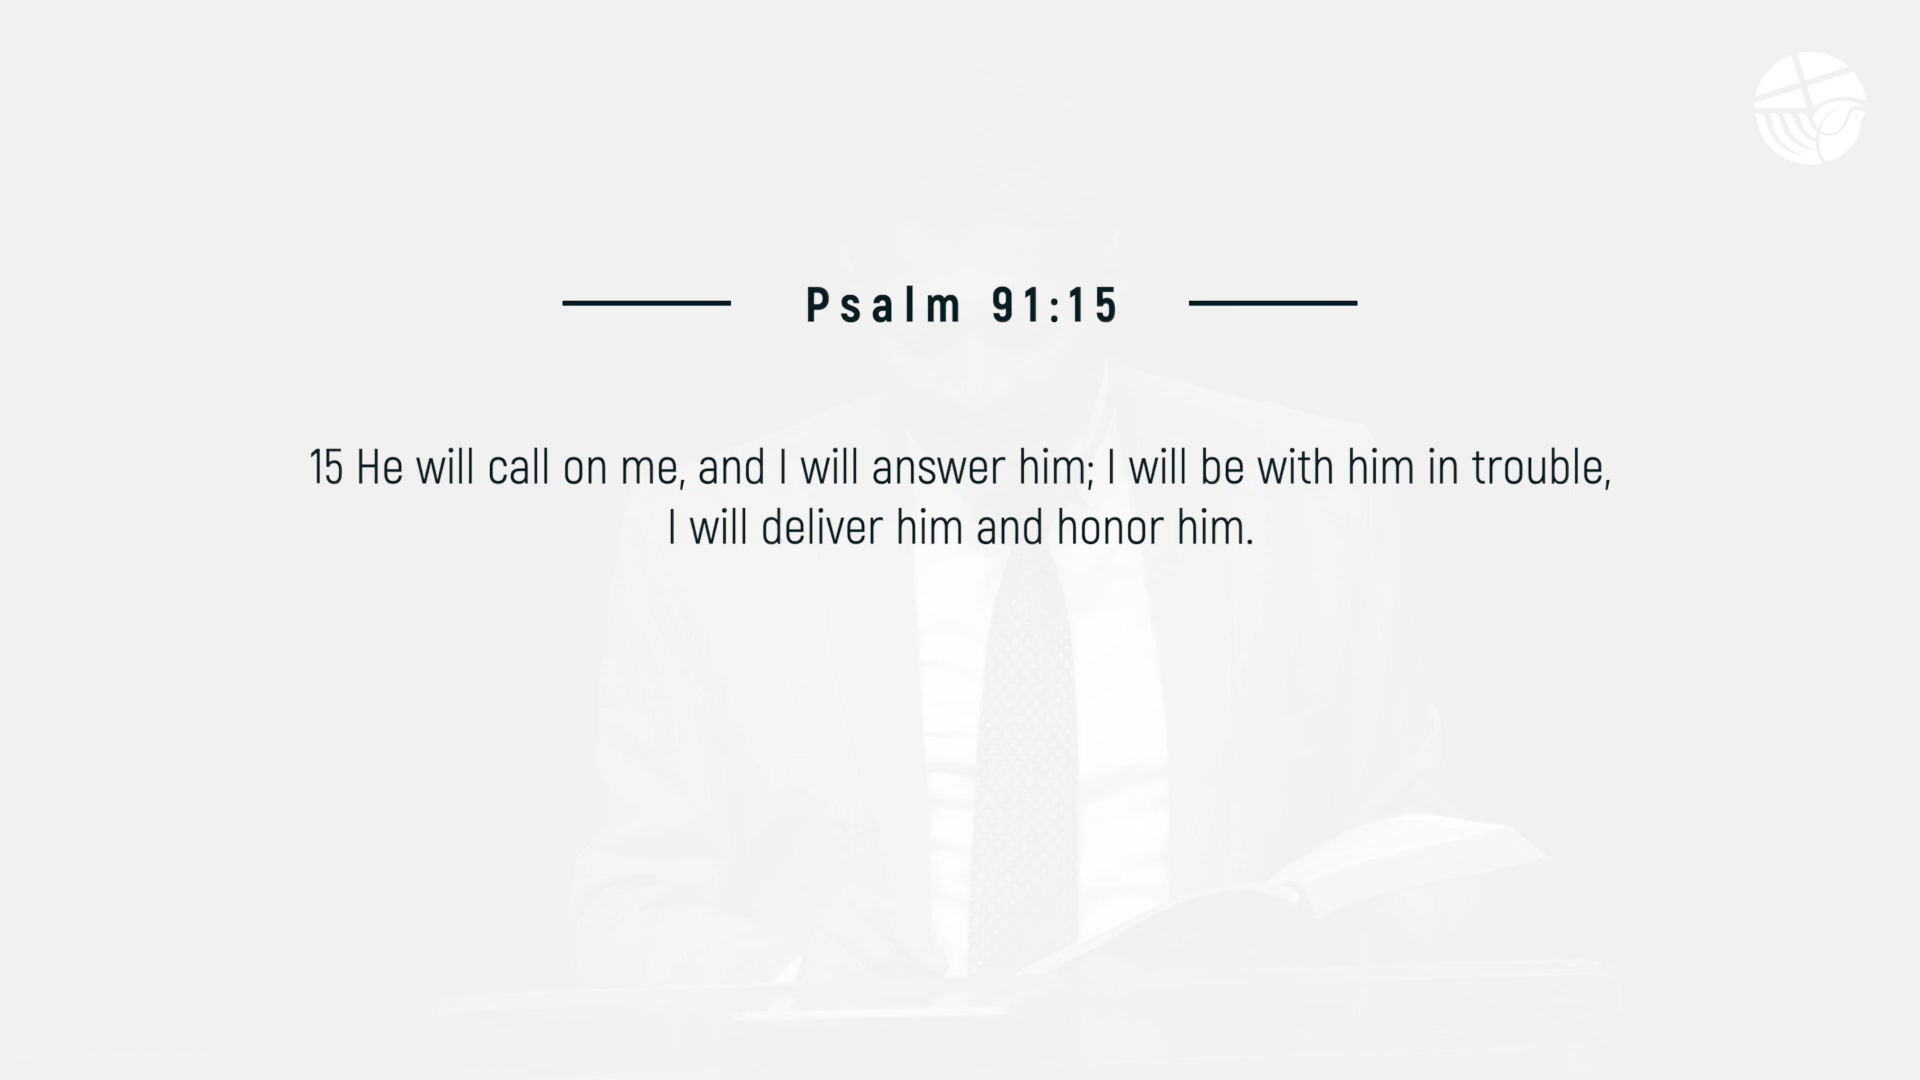 Psalm 91:15
15 He will call on me, and I will answer him; I will be with him in trouble,
I will deliver him and honor him.